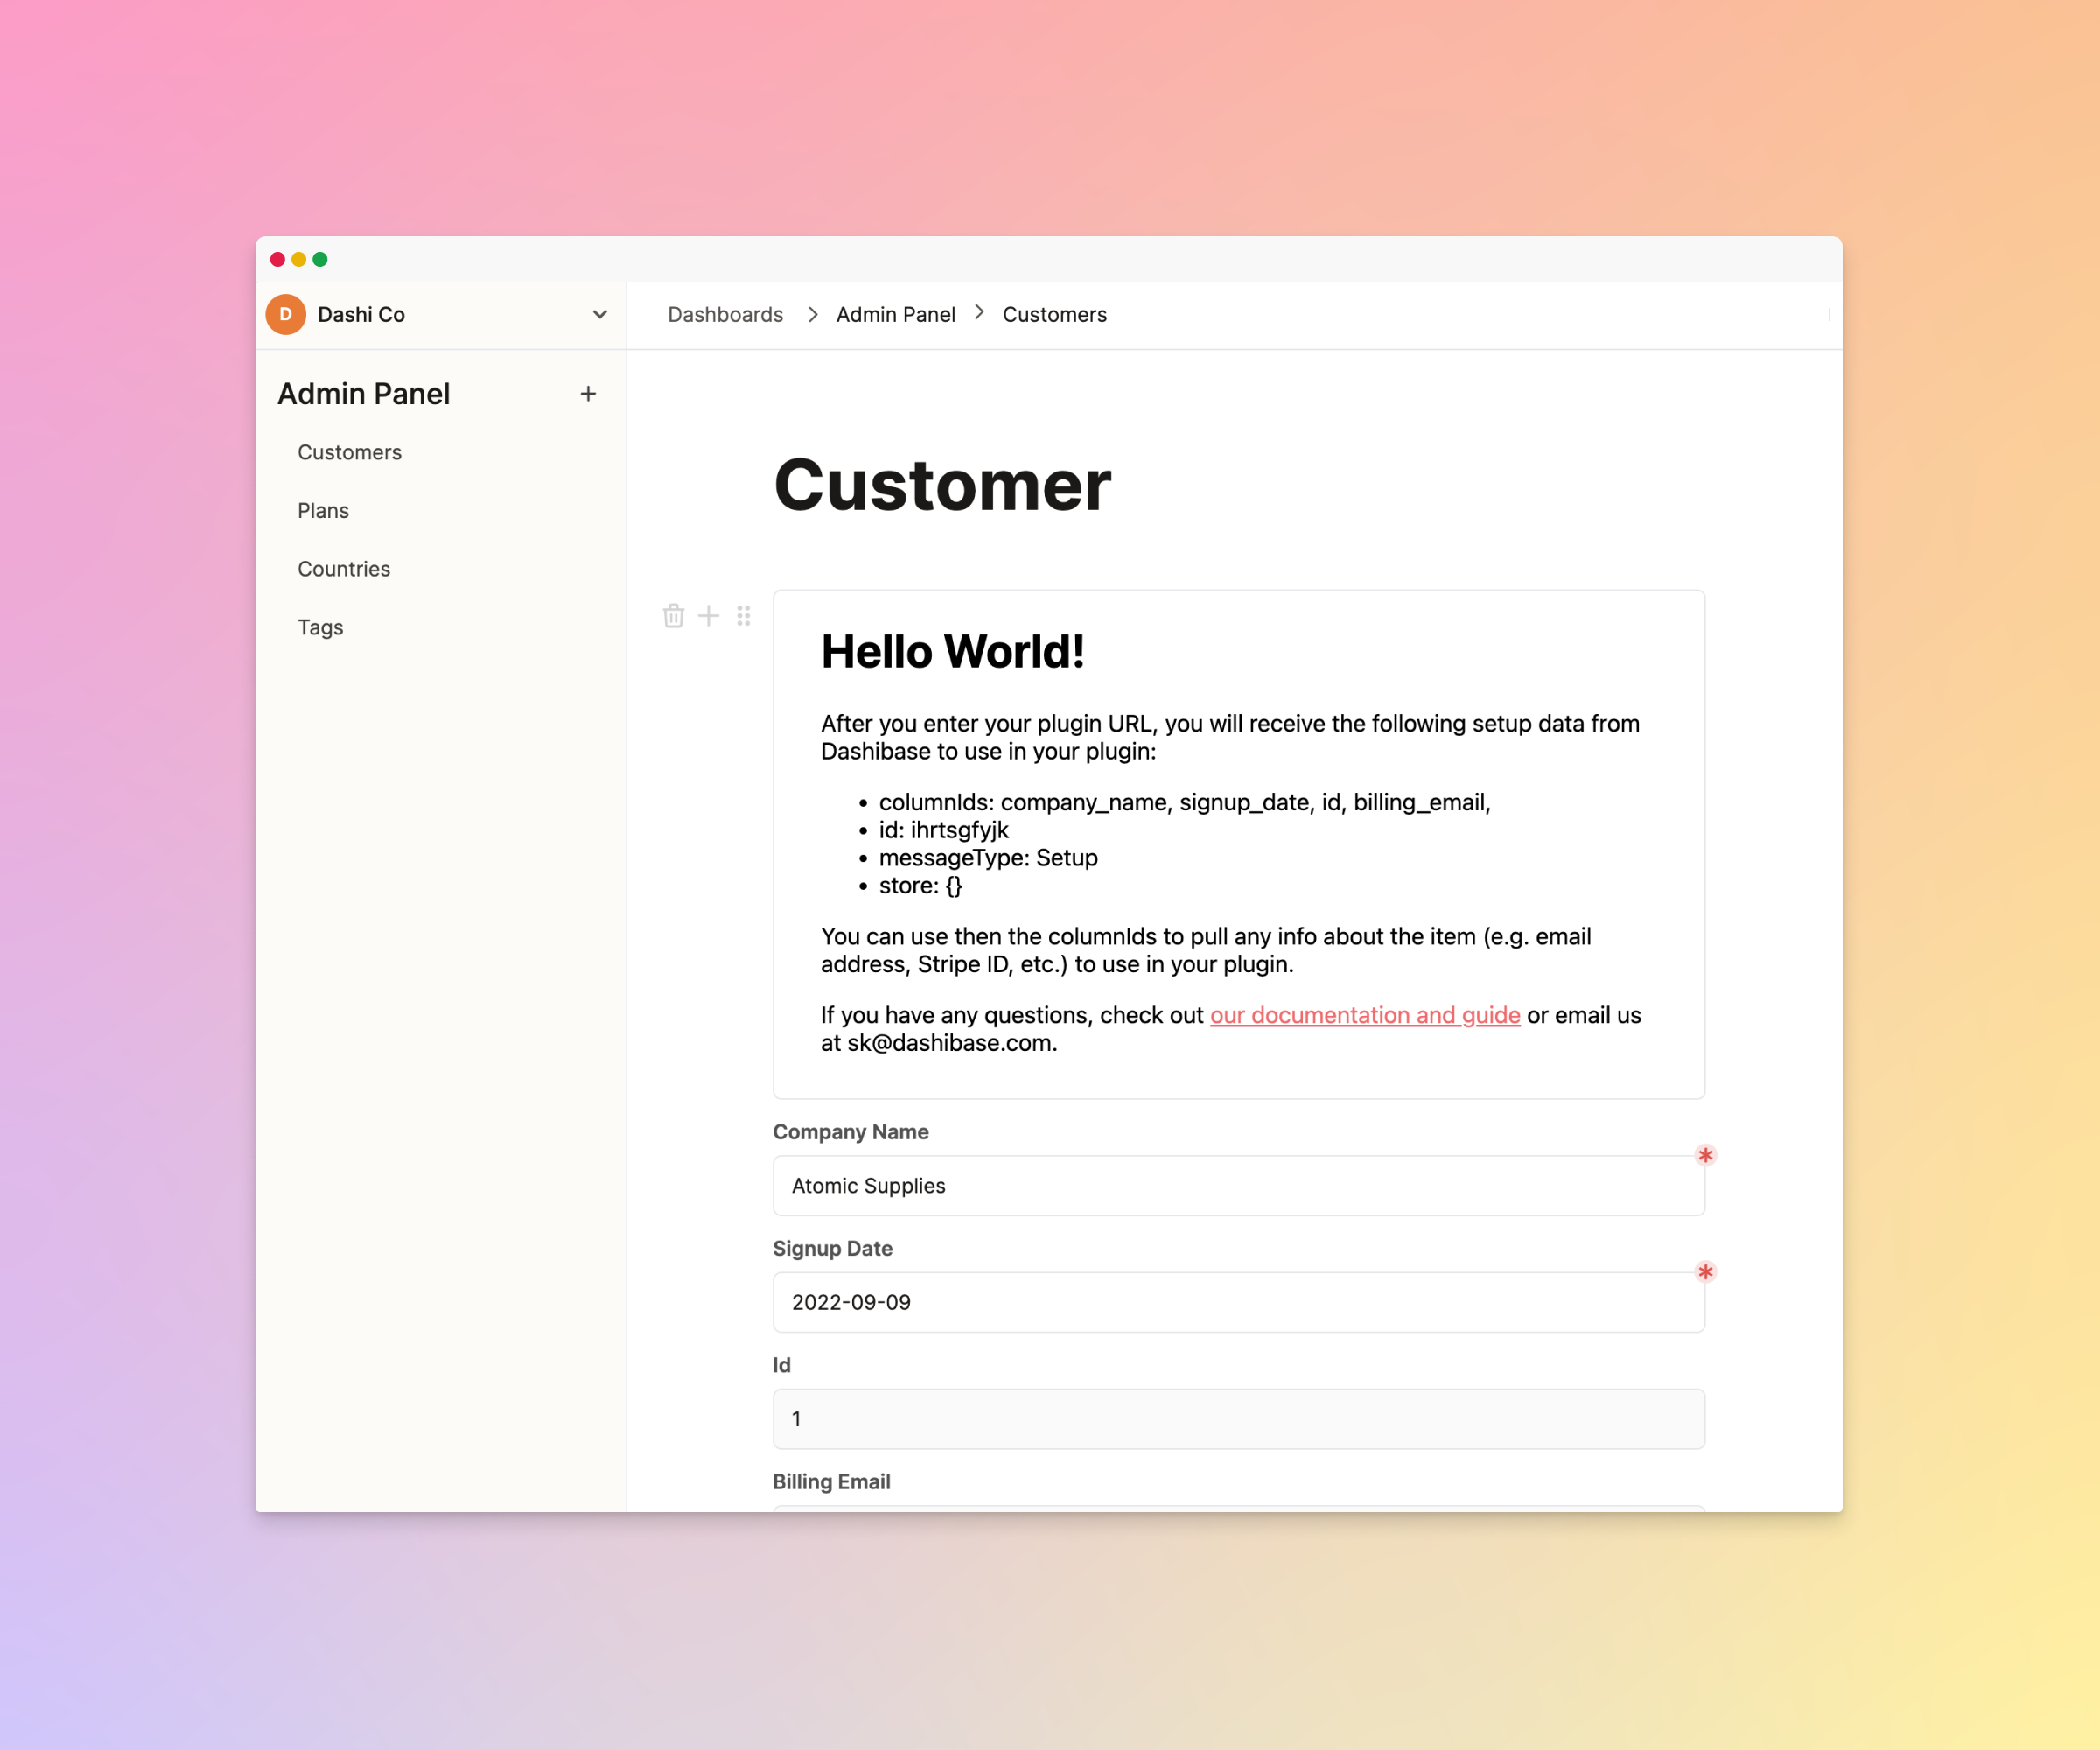 D
Dashi Co
Dashboards > Admin Panel > Customers
Admin Panel
Customers
Plans
Countries
Tags
Customer
Hello World!
After you enter your plugin URL, you will receive the following setup data from
Dashibase to use in your plugin:
• columnIds: company_name, signup_date, id, billing_email,
• id: ihrtsgfyjk
• messageType: Setup
• store: {}
You can use then the columnIds to pull any info about the item (e.g. email
address, Stripe ID, etc.) to use in your plugin.
If you have any questions, check out our documentation and guide or email us
at sk@dashibase.com.
Company Name
*
Atomic Supplies
Signup Date
*
2022-09-09
Id
1
Billing Email